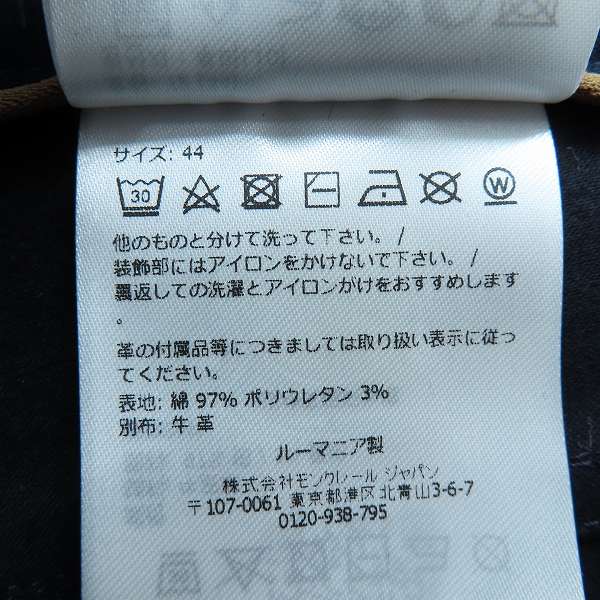 サイズ: 44
30
W
他のものと分けて洗って下さい。 /
装飾部にはアイロンをかけないで下さい。 /
裏返しての洗濯とアイロンがけをおすすめします
。
革の付属品等につきましては取り扱い表示に従っ
てください。
表地: 綿 97% ポリウレタン 3%
別布: 牛 革
ルーマニア製
株式会社モンクレール ジャパン
〒107-0061 東京都港区北青山3-6-7
0120-938-795